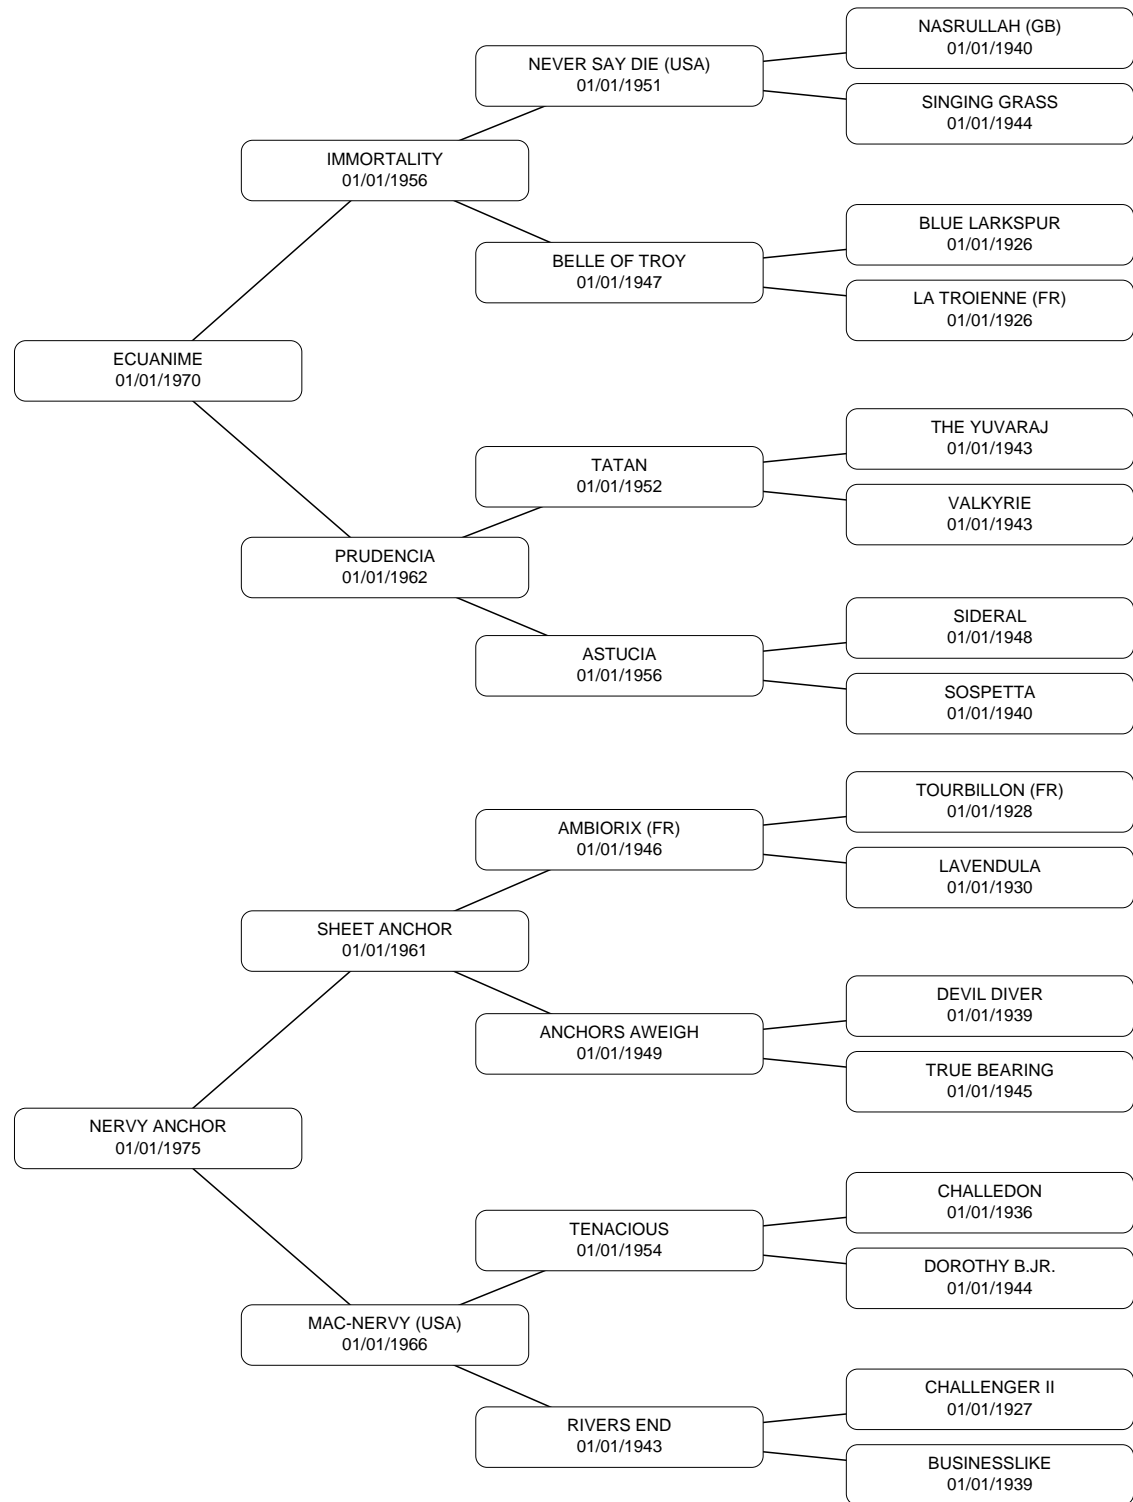 NASRULLAH (GB)
01/01/1940
NEVER SAY DIE (USA)
01/01/1951
SINGING GRASS
01/01/1944
IMMORTALITY
01/01/1956
BLUE LARKSPUR
01/01/1926
BELLE OF TROY
01/01/1947
LA TROIENNE (FR)
01/01/1926
ECUANIME
01/01/1970
THE YUVARAJ
01/01/1943
TATAN
01/01/1952
VALKYRIE
01/01/1943
PRUDENCIA
01/01/1962
SIDERAL
01/01/1948
ASTUCIA
01/01/1956
SOSPETTA
01/01/1940
TOURBILLON (FR)
01/01/1928
AMBIORIX (FR)
01/01/1946
LAVENDULA
01/01/1930
SHEET ANCHOR
01/01/1961
DEVIL DIVER
01/01/1939
ANCHORS AWEIGH
01/01/1949
TRUE BEARING
01/01/1945
NERVY ANCHOR
01/01/1975
CHALLEDON
01/01/1936
TENACIOUS
01/01/1954
DOROTHY B.JR.
01/01/1944
MAC-NERVY (USA)
01/01/1966
CHALLENGER II
01/01/1927
RIVERS END
01/01/1943
BUSINESSLIKE
01/01/1939